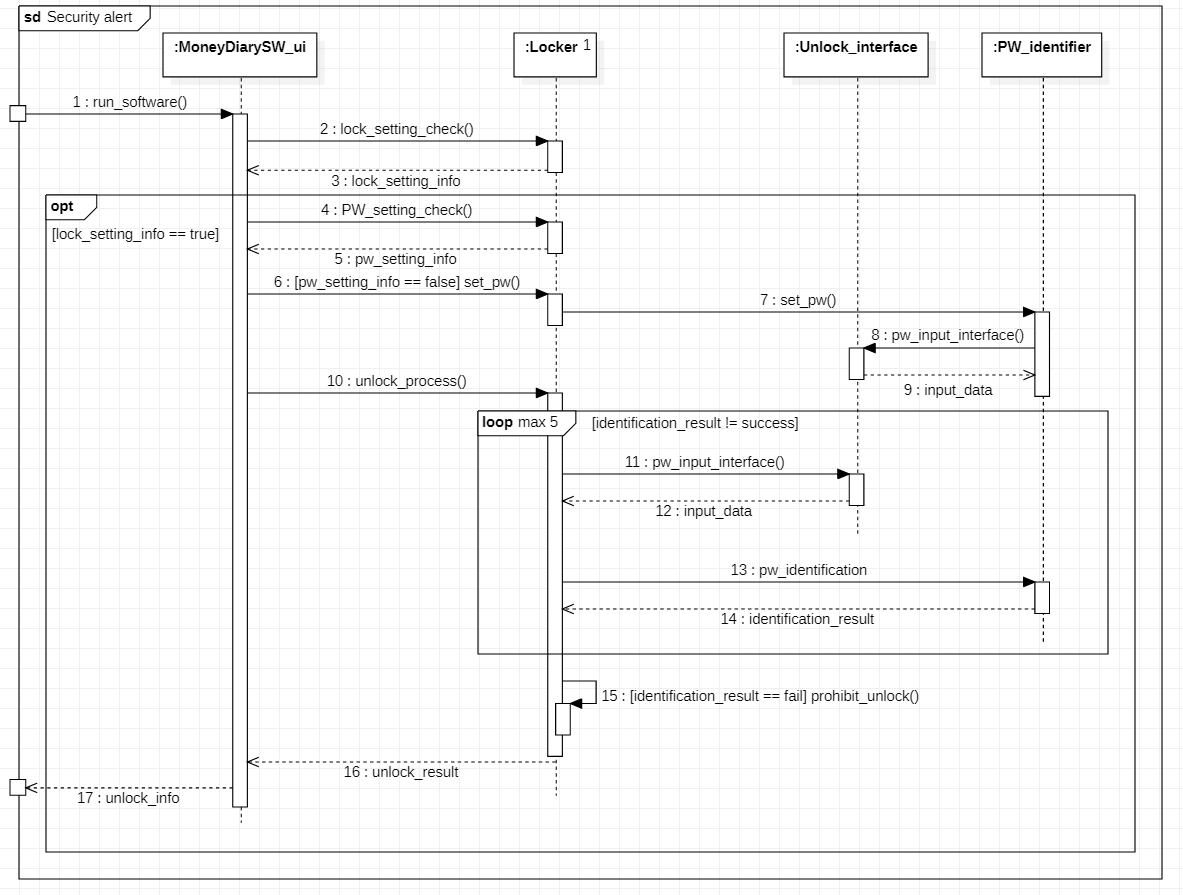 sd Security alert
:MoneyDiarySW_ui
:Locker 1
:Unlock_interface
:PW_identifier
1 : run_software()
2 : lock_setting_check()
3 : lock_setting_info
opt
4 : PW_setting_check()
[lock_setting_info == true]
5 : pw_setting_info
6 : [pw_setting_info == false] set_pw()
7 : set_pw()
8 : pw_input_interface()
9 : input_data
10 : unlock_process()
loop max 5
[identification_result != success]
11 : pw_input_interface()
12 : input_data
13 : pw_identification
14 : identification_result
15 : [identification_result == fail] prohibit_unlock()
16 : unlock_result
17 : unlock_info